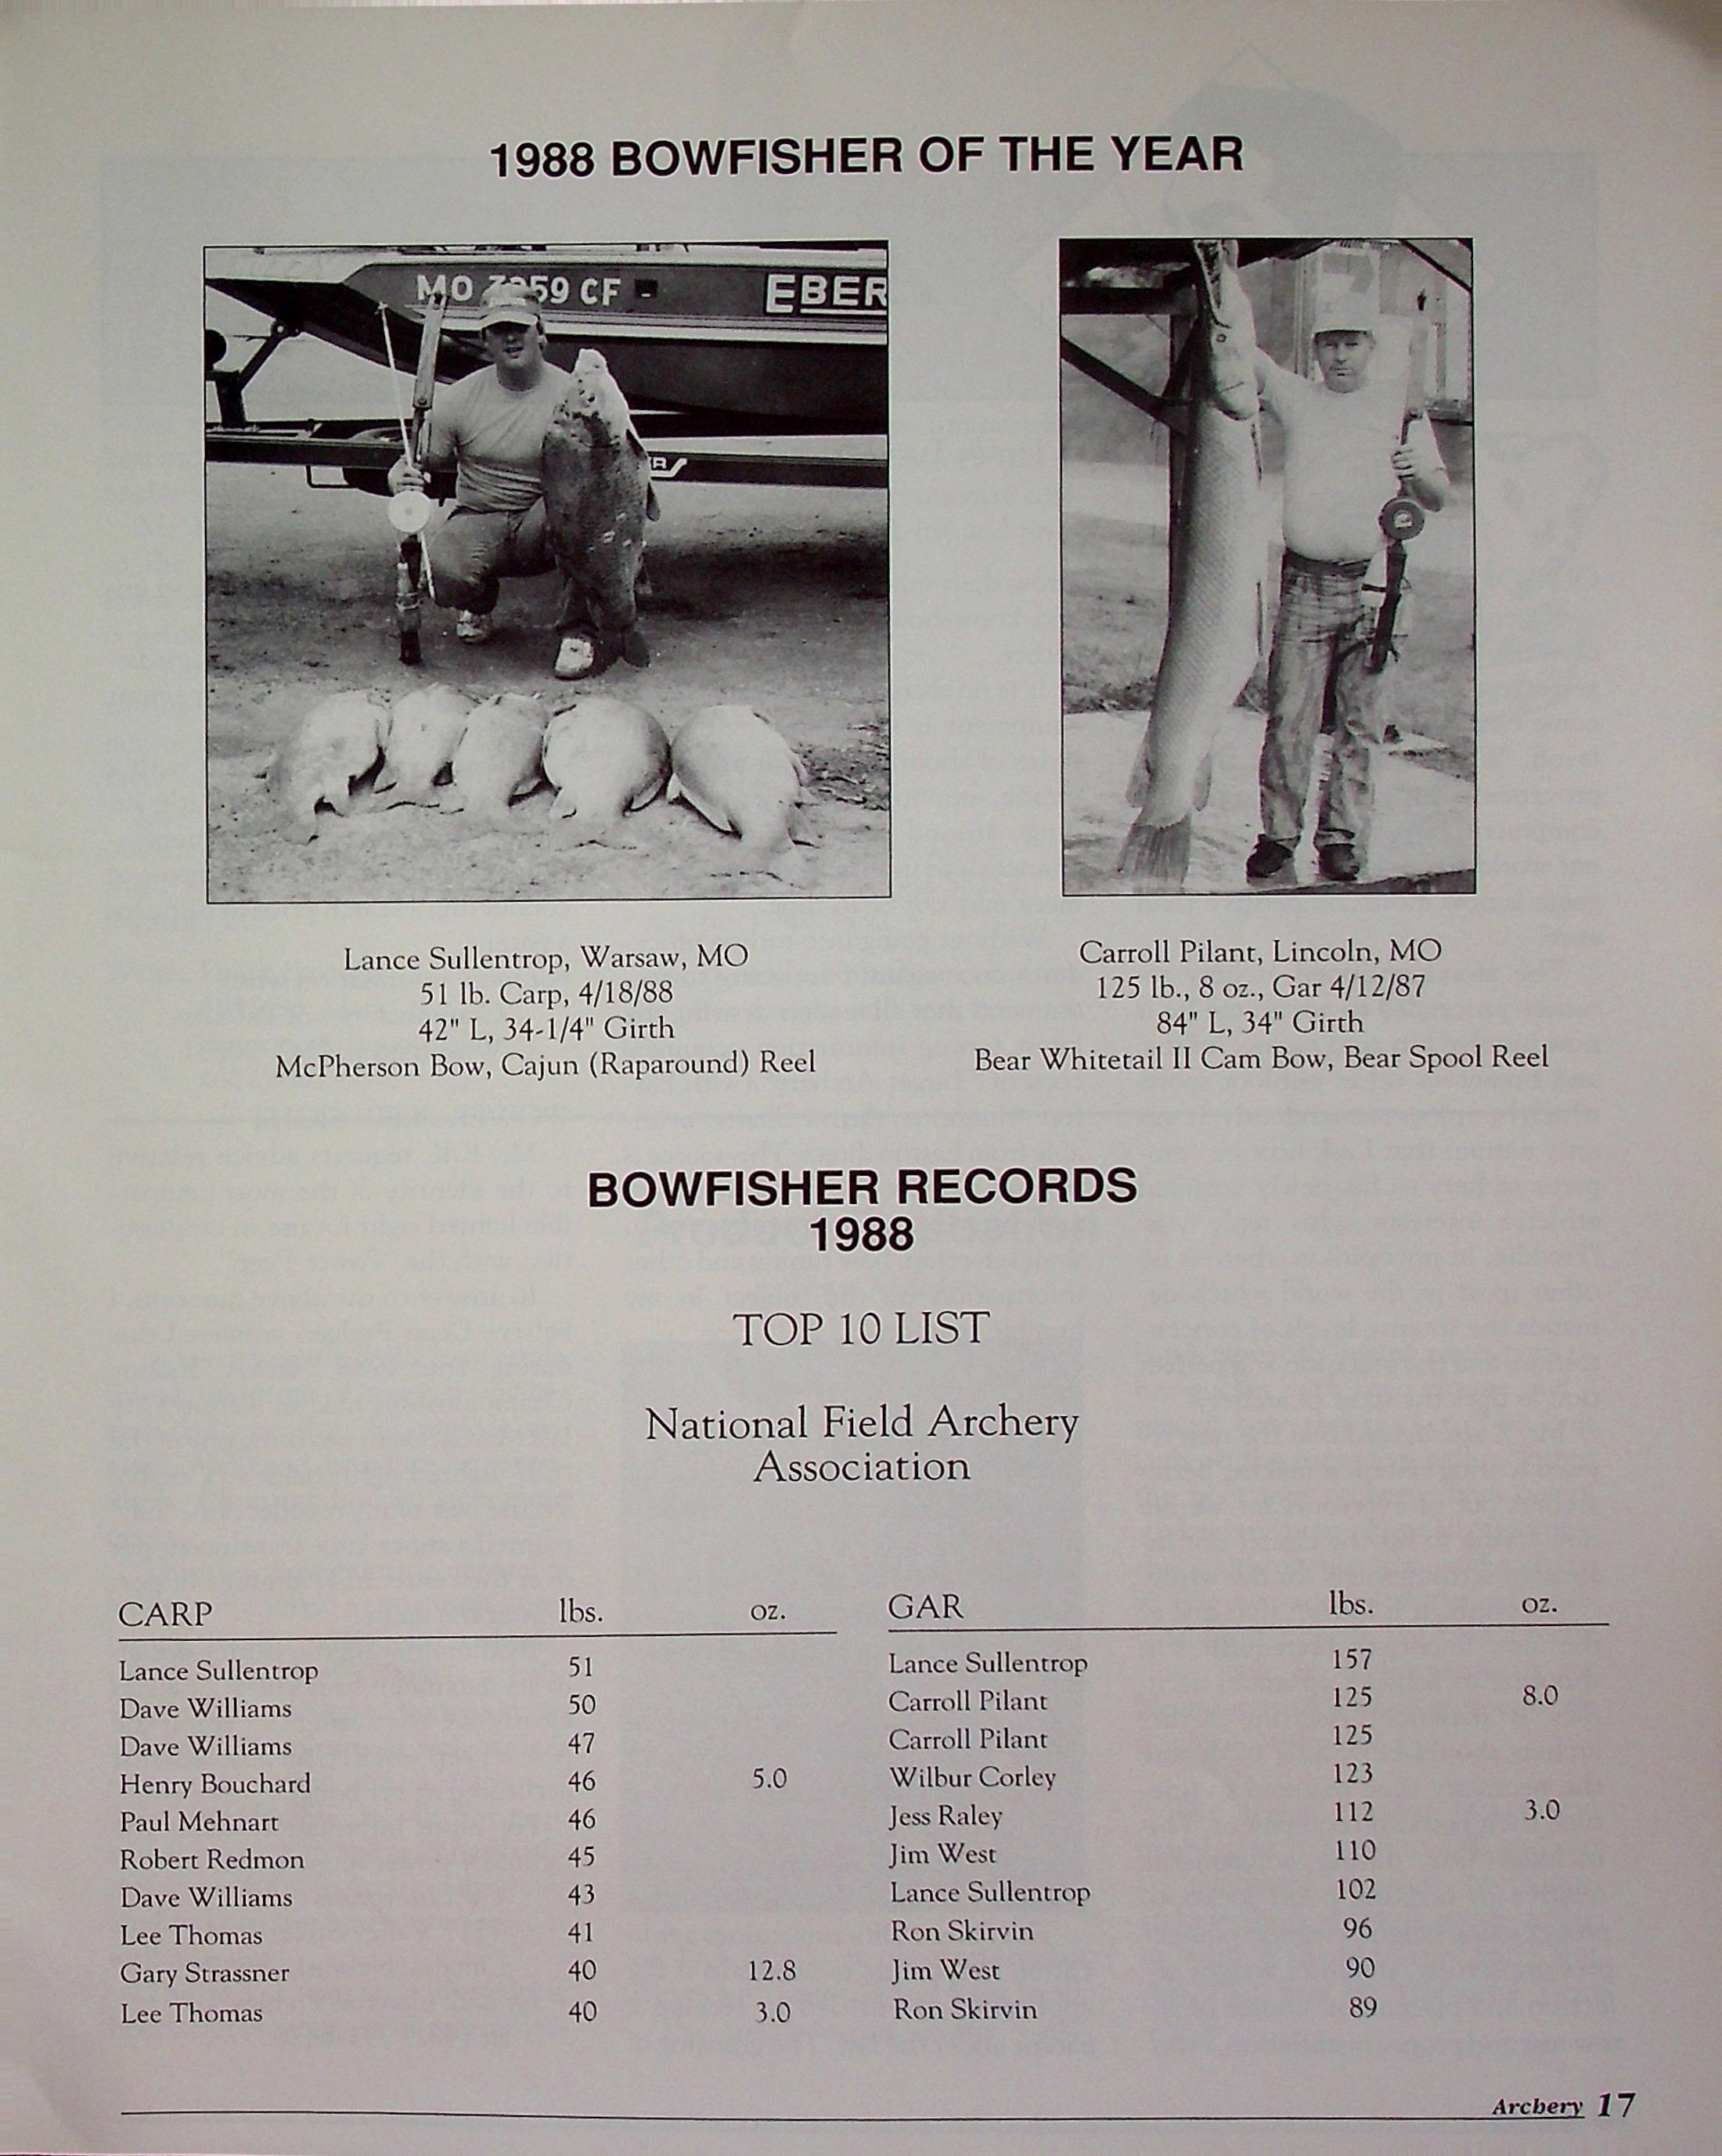 1988 BOWFISHER OF THE YEAR
EBER
Lance Sullentrop, Warsaw, MO
51 lb. Carp, 4/18/88
42" L, 34-1/4" Girth
McPherson Bow, Cajun (Raparound) Reel
Carroll Pilant, Lincoln, MO
125 lb., 8 oz., Gar 4/12/87
84" L, 34" Girth
Bear Whitetail II Cam Bow, Bear Spool Reel
BOWFISHER RECORDS
1988
TOP 10 LIST
National Field Archery
Association
CARP lbs. oz.
Lance Sullentrop 51
Dave Williams 50
Dave Williams 47
Henry Bouchard 46 5.0
Paul Mehnart 46
Robert Redmon 45
Dave Williams 43
Lee Thomas 41
Gary Strassner 40 12.8
Lee Thomas 40 3.0
GAR lbs. oz.
Lance Sullentrop 157
Carroll Pilant 125 8.0
Carroll Pilant 125
Wilbur Corley 123
Jess Raley 112 3.0
Jim West 110
Lance Sullentrop 102
Ron Skirvin 96
Jim West 90
Ron Skirvin 89
Archery 17